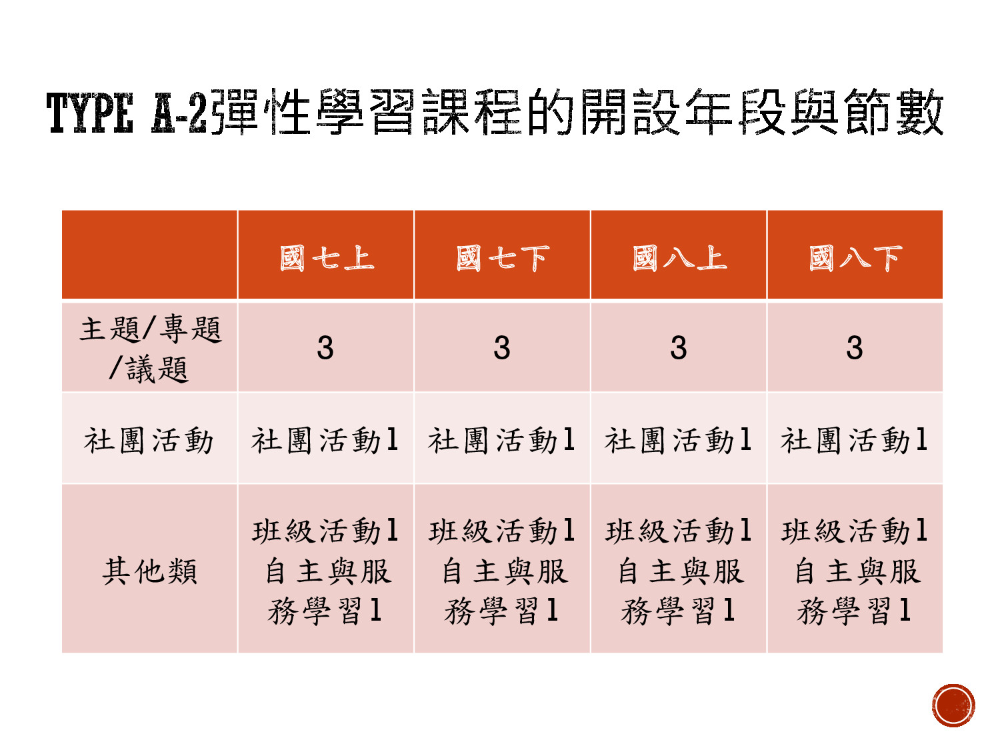 TYPE A-2彈性學習課程的開設年段與節數
國七上 國七下 國八上 國八下
主題/專題
/議題
3 3 3 3
社團活動 社團活動1 社團活動1 社團活動1 社團活動1
其他類
班級活動1
自主與服
務學習1
班級活動1
自主與服
務學習1
班級活動1
自主與服
務學習1
班級活動1
自主與服
務學習1